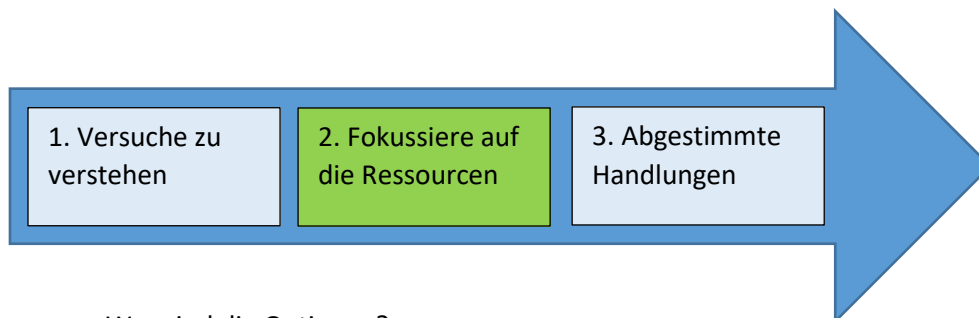 1. Versuche zu
verstehen
2. Fokussiere auf
die Ressourcen
3. Abgestimmte
Handlungen